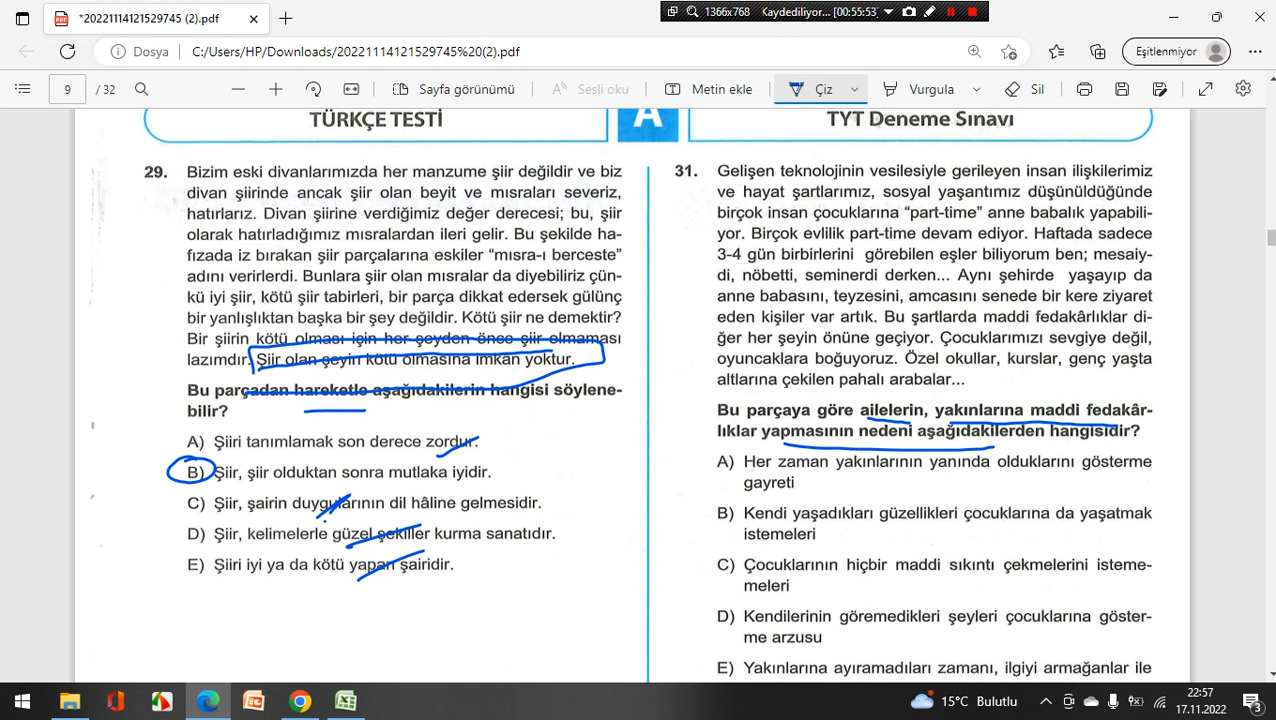 *20221114121529745 (2).pdf
1366x768 Kaydediliyor... [00:55:53]
Dosya C:/Users/HP/Downloads/20221114121529745%20(2).pdf
Eşitlenmiyor
9 / 32 Sayfa görünümü Sesli oku Metin ekle Çiz Vurgula Sil
TÜRKÇE TESTİ
A
TYT Deneme Sınavı
29. Bizim eski divanlarımızda her manzume şiir değildir ve biz
divan şiirinde ancak şiir olan beyit ve mısraları severiz,
hatırlarız. Divan şiirine verdiğimiz değer derecesi; bu, şiir
olarak hatırladığımız mısralardan ileri gelir. Bu şekilde ha-
fızada iz bırakan şiir parçalarına eskiler "mısra-ı berceste"
adını verirlerdi. Bunlara şiir olan mısralar da diyebiliriz çün-
kü iyi şiir, kötü şiir tabirleri, bir parça dikkat edersek gülünç
bir yanlışlıktan başka bir şey değildir. Kötü şiir ne demektir?
Bir şiirin kötü olması için her şeyden önce şiir olmaması
lazımdır. Şiir olan şeyin kötü olmasına imkân yoktur.
Bu parçadan hareketle aşağıdakilerin hangisi söylene-
bilir?
A) Şiiri tanımlamak son derece zordur.
B) Şiir, şiir olduktan sonra mutlaka iyidir.
C) Şiir, şairin duygularının dil hâline gelmesidir.
D) Şiir, kelimelerle güzel şekiller kurma sanatıdır.
E) Şiiri iyi ya da kötü yapan şairidir.
31. Gelişen teknolojinin vesilesiyle gerileyen insan ilişkilerimiz
ve hayat şartlarımız, sosyal yaşantımız düşünüldüğünde
birçok insan çocuklarına "part-time" anne babalık yapabili-
yor. Birçok evlilik part-time devam ediyor. Haftada sadece
3-4 gün birbirlerini görebilen eşler biliyorum ben; mesaiy-
di, nöbetti, seminerdi derken... Aynı şehirde yaşayıp da
anne babasını, teyzesini, amcasını senede bir kere ziyaret
eden kişiler var artık. Bu şartlarda maddi fedakârlıklar di-
ğer her şeyin önüne geçiyor. Çocuklarımızı sevgiye değil,
oyuncaklara boğuyoruz. Özel okullar, kurslar, genç yaşta
altlarına çekilen pahalı arabalar...
Bu parçaya göre ailelerin, yakınlarına maddi fedakâr-
lıklar yapmasının nedeni aşağıdakilerden hangisidir?
A) Her zaman yakınlarının yanında olduklarını gösterme
gayreti
B) Kendi yaşadıkları güzellikleri çocuklarına da yaşatmak
istemeleri
C) Çocuklarının hiçbir maddi sıkıntı çekmelerini isteme-
meleri
D) Kendilerinin göremedikleri şeyleri çocuklarına göster-
me arzusu
E) Yakınlarına ayıramadıları zamanı, ilgiyi armağanlar ile
15°C Bulutlu
22:57
17.11.2022
3